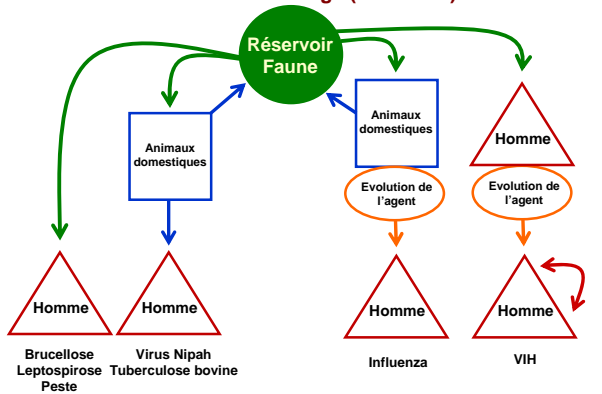 Réservoir
Faune
Animaux
domestiques
Animaux
domestiques
Homme
Evolution de
l'agent
Evolution de
l'agent
Homme
Homme
Homme
Homme
Brucellose
Leptospirose
Peste
Virus Nipah
Tuberculose bovine
Influenza
VIH